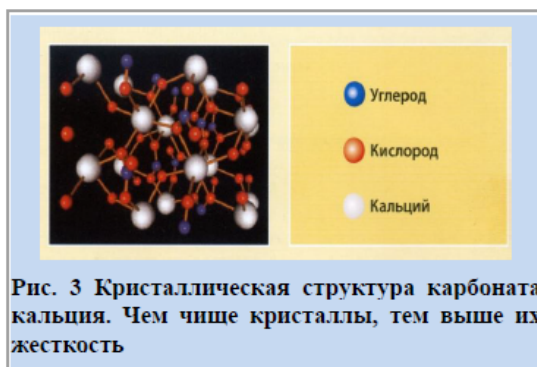 Углерод
Кислород
Кальций
Рис. 3 Кристаллическая структура карбоната
кальция. Чем чище кристаллы, тем выше их
жесткость